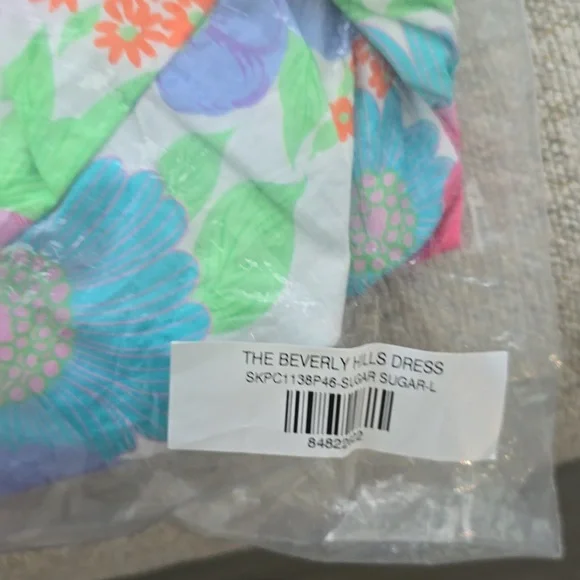 THE BEVERLY HILLS DRESS
SKPC1138P46-SUGAR SUGAR-L